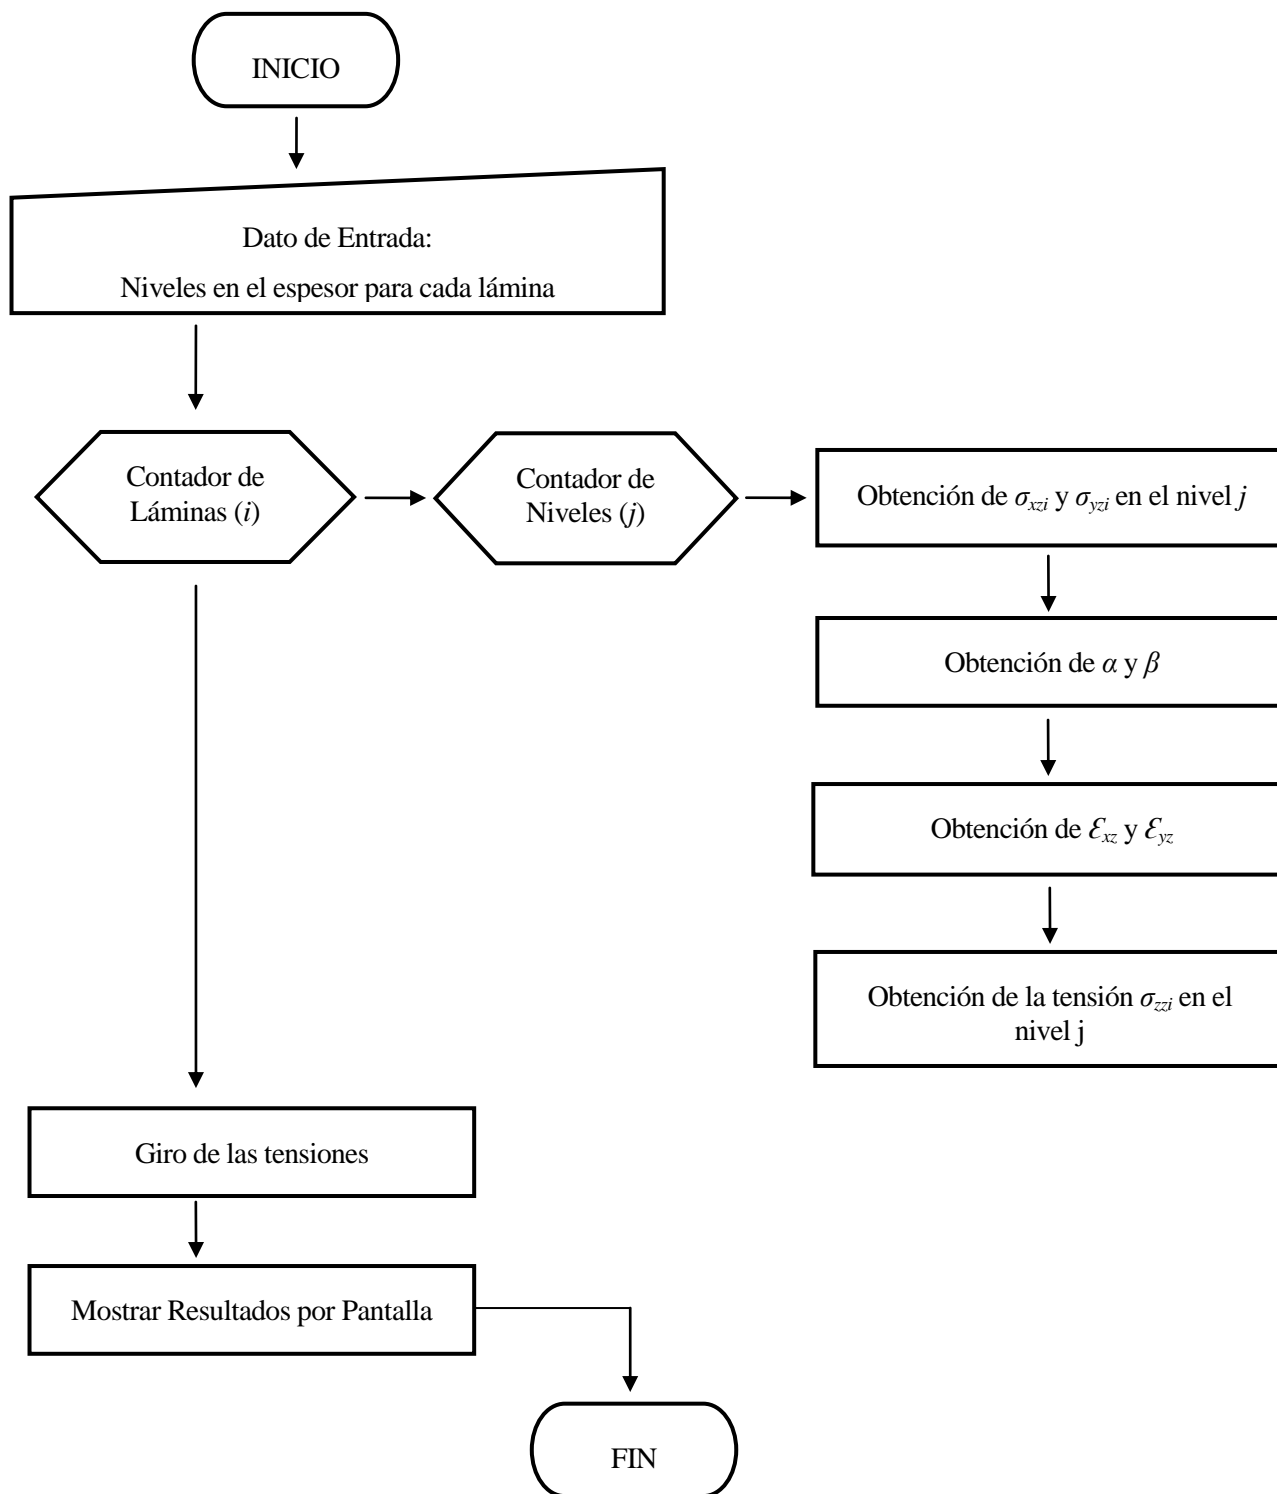 INICIO
Dato de Entrada:
Niveles en el espesor para cada lámina
Contador de
Láminas (i)
Contador de
Niveles (j)
Obtención de σxzi y σyzi en el nivel j
Obtención de α y β
Obtención de Ɛxz y Ɛyz
Obtención de la tensión σzzi en el
nivel j
Giro de las tensiones
Mostrar Resultados por Pantalla
FIN